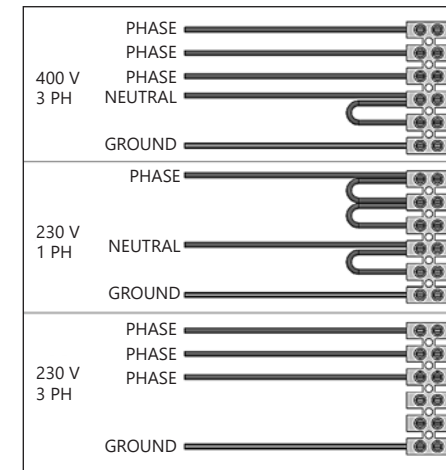 PHASE
PHASE
400 V
3 PH
PHASE
NEUTRAL
GROUND
PHASE
230 V
1 PH
NEUTRAL
GROUND
PHASE
PHASE
230 V
3 PH
PHASE
GROUND